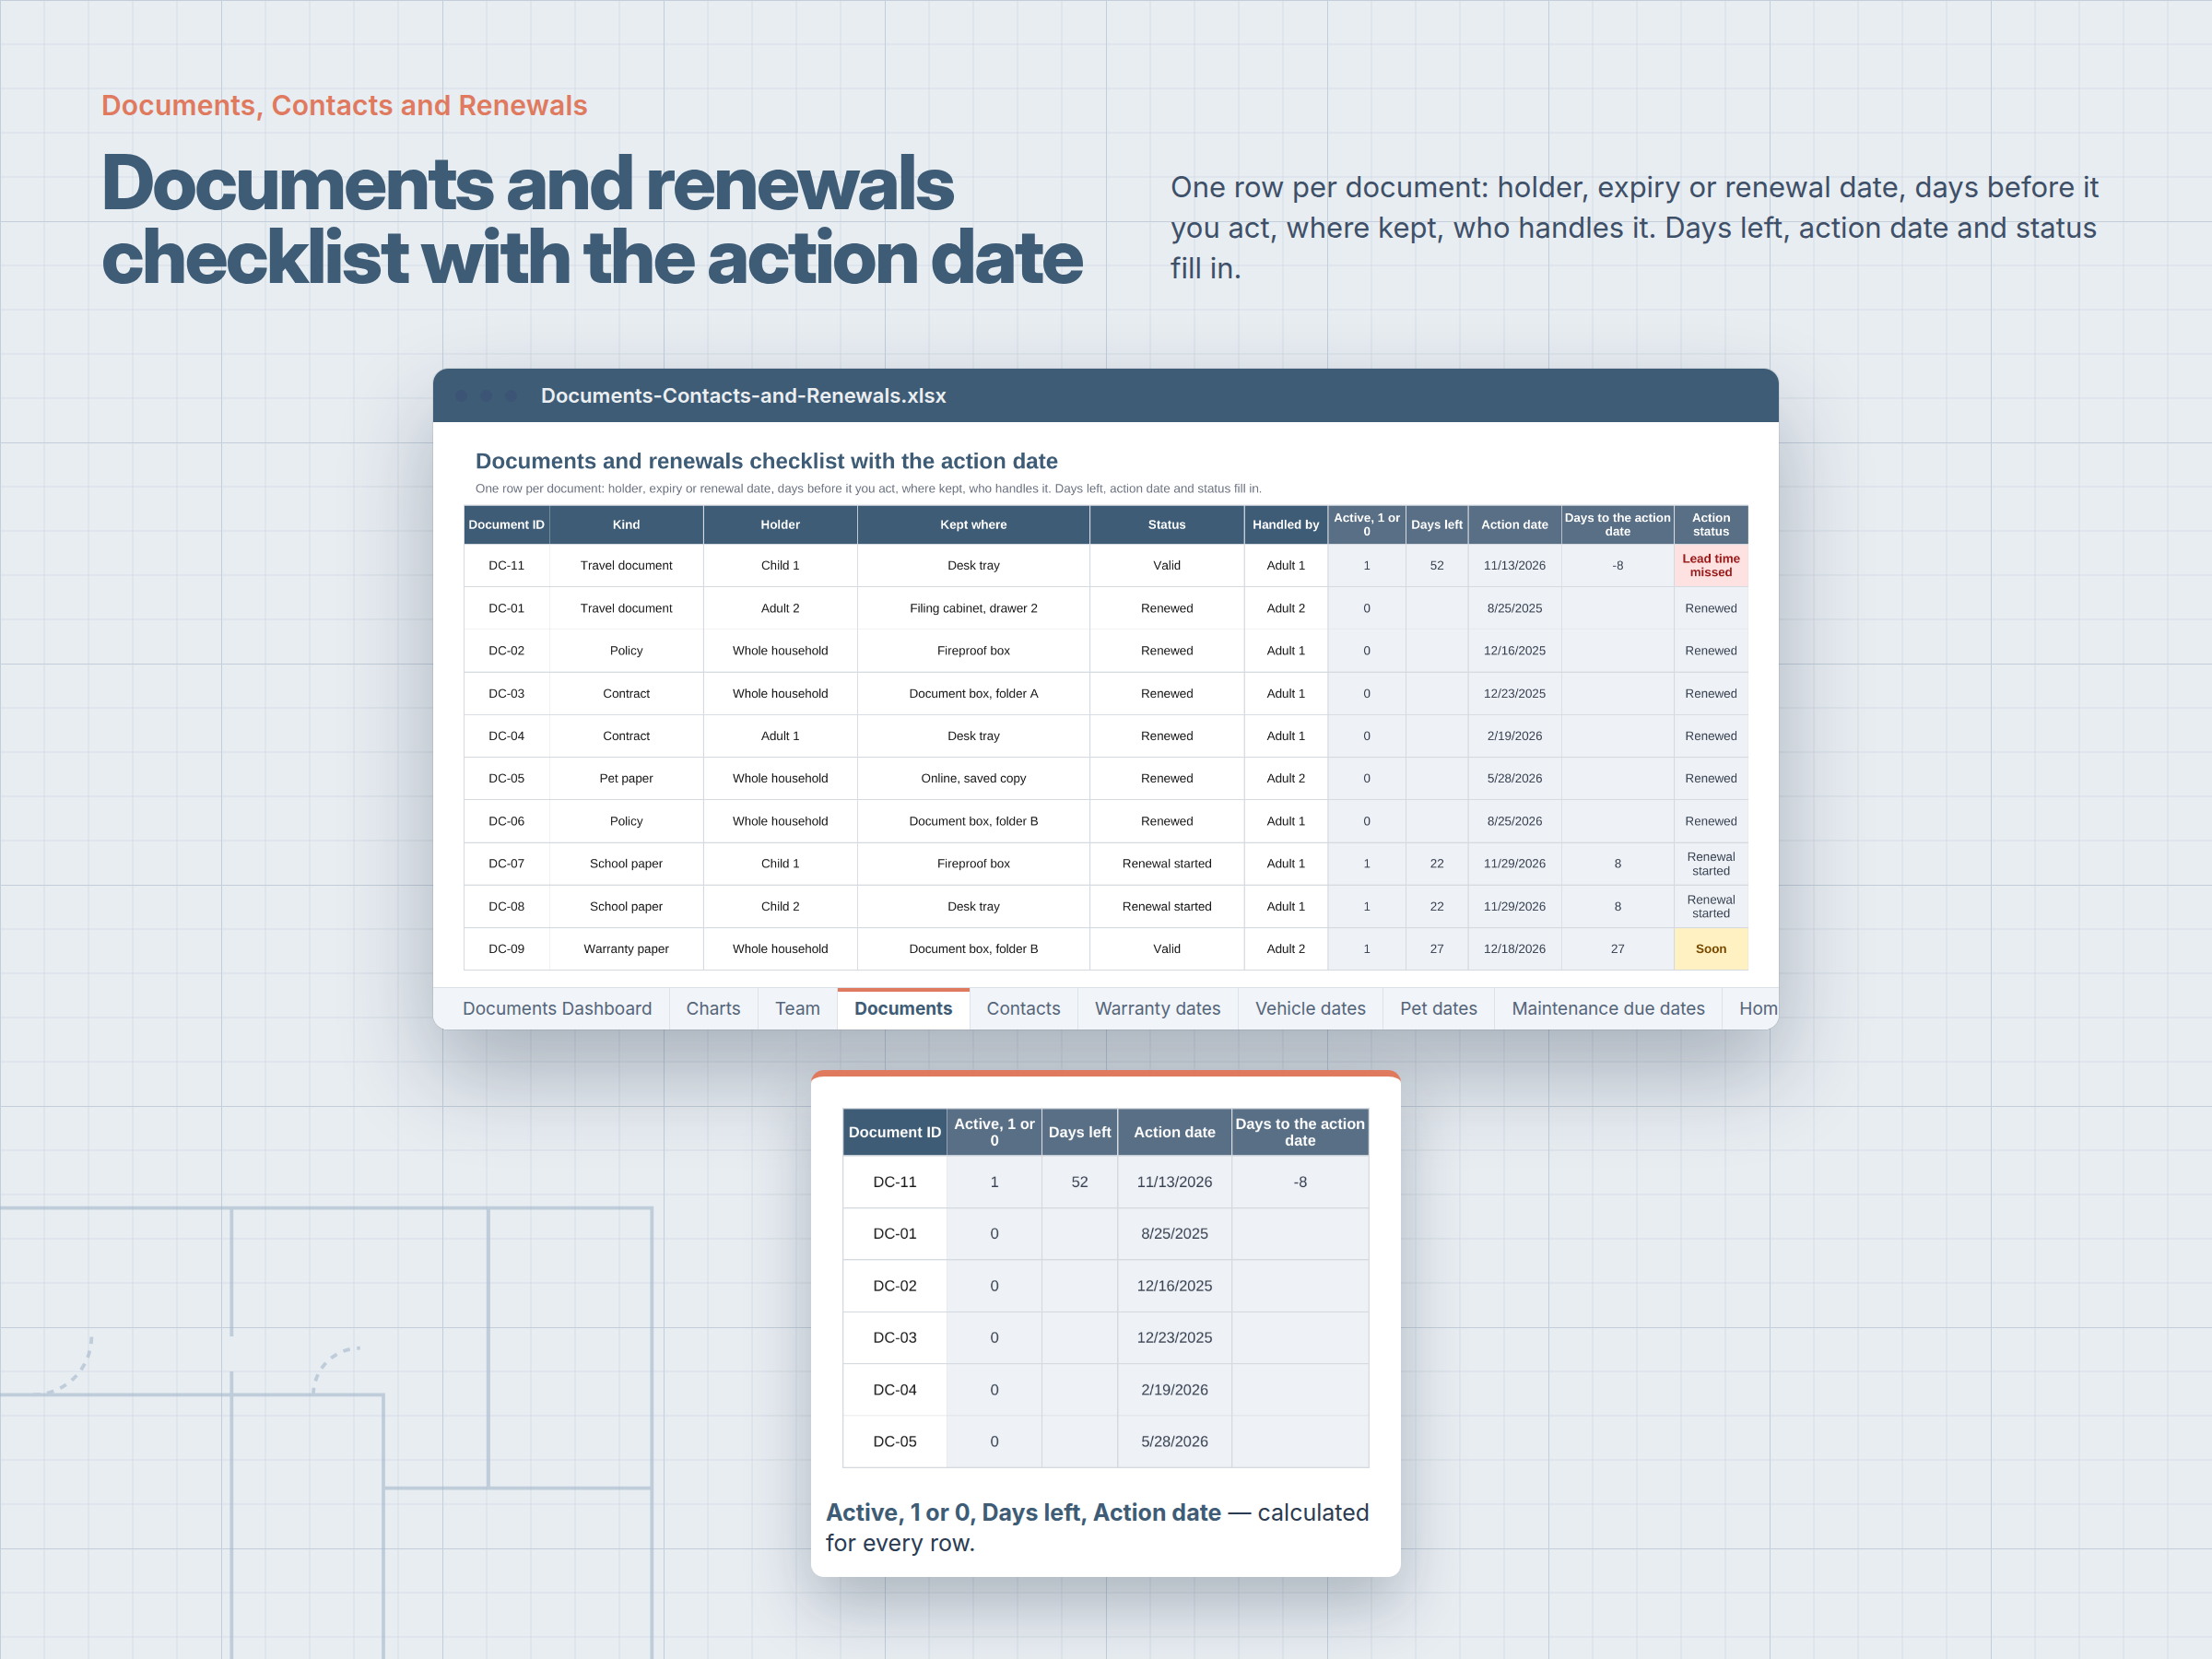 Documents, Contacts and Renewals
Documents and renewals
checklist with the action date
One row per document: holder, expiry or renewal date, days before it
you act, where kept, who handles it. Days left, action date and status
fill in.
Documents-Contacts-and-Renewals.xlsx
Documents and renewals checklist with the action date
One row per document: holder, expiry or renewal date, days before it you act, where kept, who handles it. Days left, action date and status fill in.
Document ID Kind Holder Kept where Status Handled by Active, 1 or 0 Days left Action date Days to the action date Action status
DC-11 Travel document Child 1 Desk tray Valid Adult 1 1 52 11/13/2026 -8 Lead time missed
DC-01 Travel document Adult 2 Filing cabinet, drawer 2 Renewed Adult 2 0 8/25/2025 Renewed
DC-02 Policy Whole household Fireproof box Renewed Adult 1 0 12/16/2025 Renewed
DC-03 Contract Whole household Document box, folder A Renewed Adult 1 0 12/23/2025 Renewed
DC-04 Contract Adult 1 Desk tray Renewed Adult 1 0 2/19/2026 Renewed
DC-05 Pet paper Whole household Online, saved copy Renewed Adult 2 0 5/28/2026 Renewed
DC-06 Policy Whole household Document box, folder B Renewed Adult 1 0 8/25/2026 Renewed
DC-07 School paper Child 1 Fireproof box Renewal started Adult 1 1 22 11/29/2026 8 Renewal started
DC-08 School paper Child 2 Desk tray Renewal started Adult 1 1 22 11/29/2026 8 Renewal started
DC-09 Warranty paper Whole household Document box, folder B Valid Adult 2 1 27 12/18/2026 27 Soon
Documents Dashboard Charts Team Documents Contacts Warranty dates Vehicle dates Pet dates Maintenance due dates Hom
Document ID Active, 1 or 0 Days left Action date Days to the action date
DC-11 1 52 11/13/2026 -8
DC-01 0 8/25/2025
DC-02 0 12/16/2025
DC-03 0 12/23/2025
DC-04 0 2/19/2026
DC-05 0 5/28/2026
Active, 1 or 0, Days left, Action date — calculated
for every row.